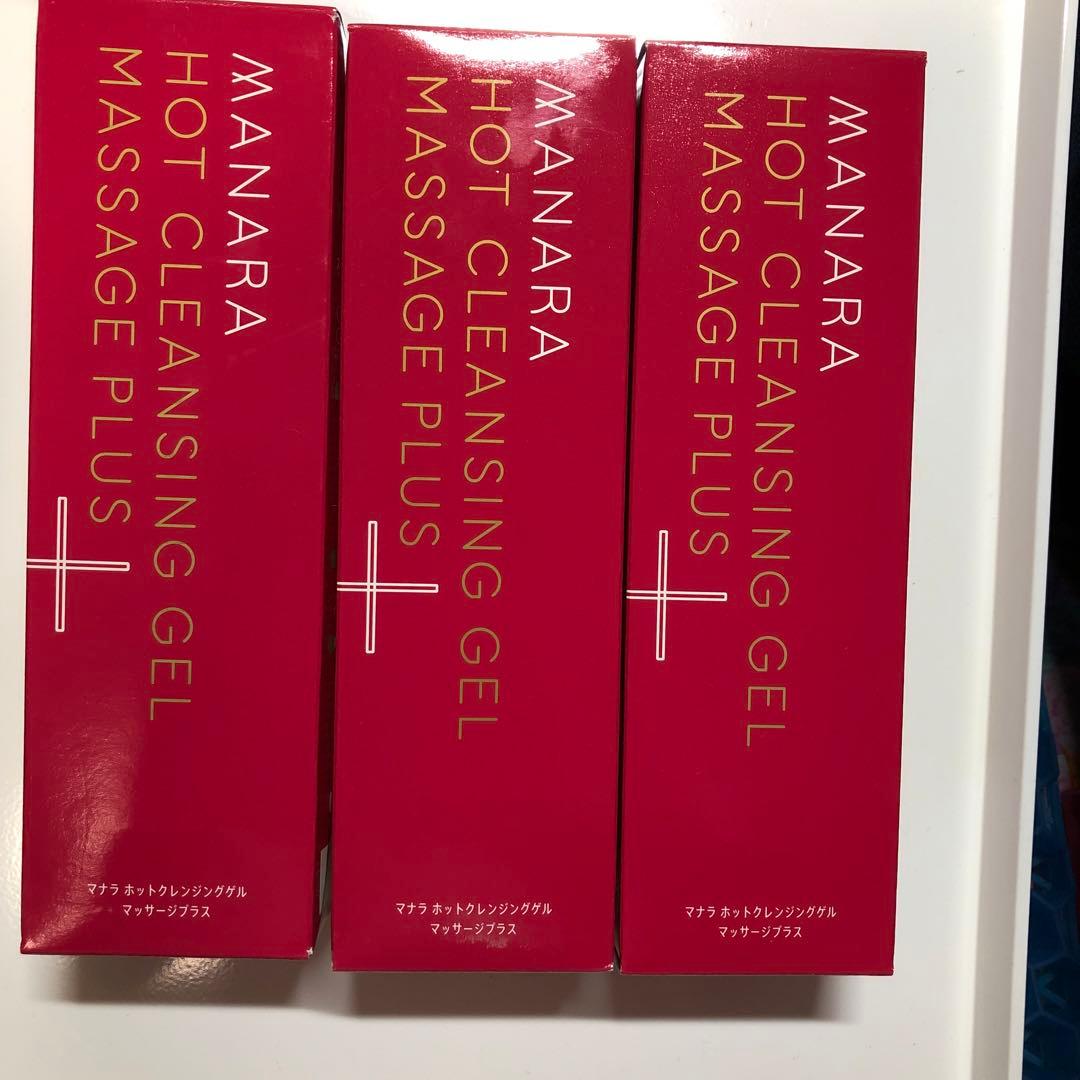 MANARA
HOT CLEANSING GEL
MASSAGE PLUS
マナラ ホットクレンジングゲル
マッサージプラス
MANARA
HOT CLEANSING GEL
MASSAGE PLUS
マナラ ホットクレンジングゲル
マッサージプラス
MANARA
HOT CLEANSING GEL
MASSAGE PLUS
マナラ ホットクレンジングゲル
マッサージプラス